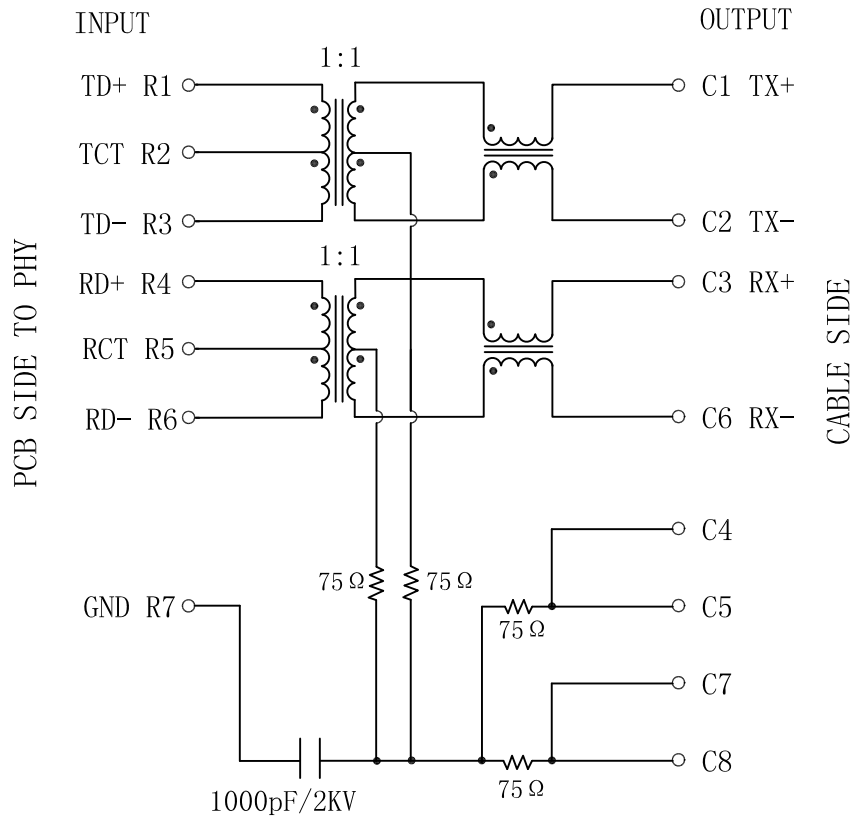 INPUT
OUTPUT
1:1
TD+ R1
C1 TX+
TCT R2
TD- R3
C2 TX-
PCB SIDE TO PHY
1:1
RD+ R4
C3 RX+
RCT R5
RD- R6
C6 RX-
CABLE SIDE
C4
75Ω
75Ω
GND R7
C5
75Ω
C7
C8
75Ω
1000pF/2KV